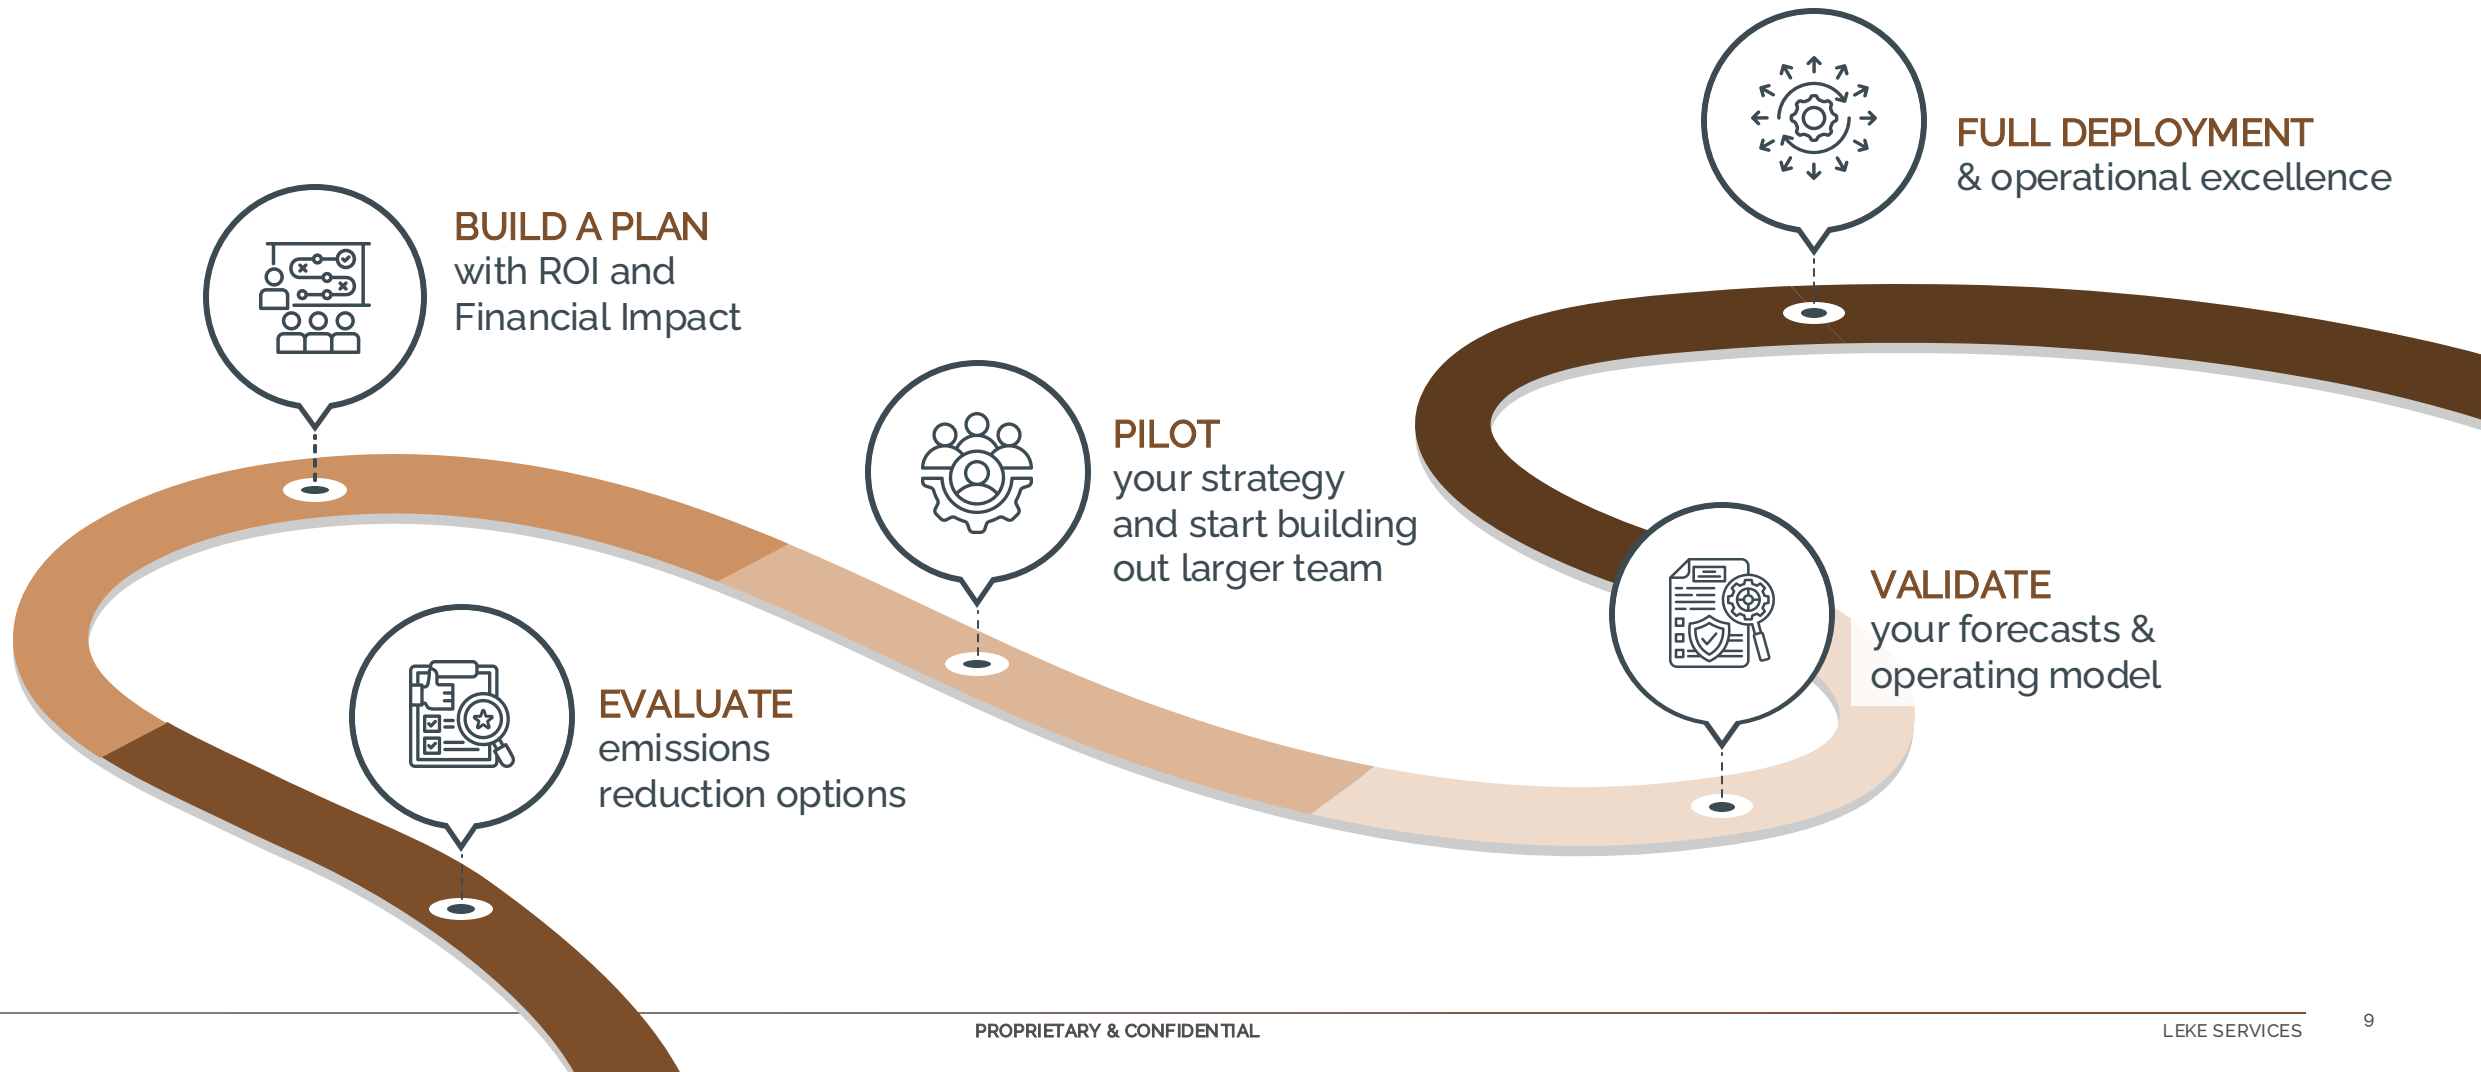 FULL DEPLOYMENT
& operational excellence
BUILD A PLAN
with ROI and
Financial Impact
PILOT
your strategy
and start building
out larger team
VALIDATE
your forecasts &
operating model
EVALUATE
emissions
reduction options
PROPRIETARY & CONFIDENTIAL
LEKE SERVICES
9